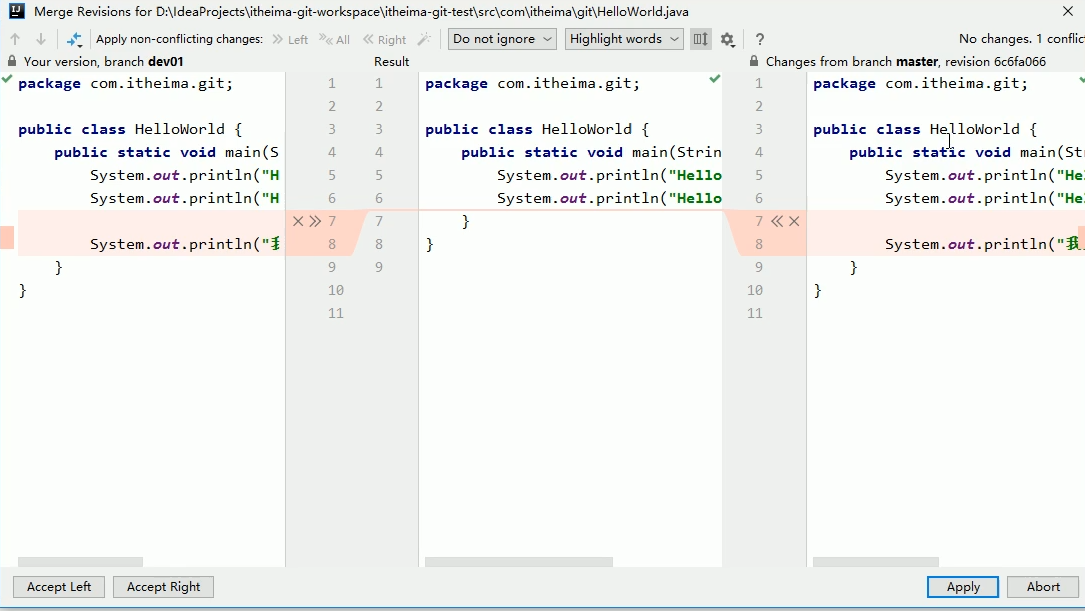 Merge Revisions for D:\IdeaProjects\itheima-git-workspace\itheima-git-test\src\com\itheima\git\HelloWorld.java
Apply non-conflicting changes: Left All Right Do not ignore Highlight words ? No changes. 1 conflic
Your version, branch dev01
Result
Changes from branch master, revision 6c6fa066
package com.itheima.git;
public class HelloWorld {
public static void main(S
System.out.println("H
System.out.println("H
System.out.println("我
}
}
1
2
3
4
5
6
7
8
9
10
11
1
2
3
4
5
6
7
8
9
package com.itheima.git;
public class HelloWorld {
public static void main(Strin
System.out.println("Hello
System.out.println("Hello
}
}
1
2
3
4
5
6
7
8
9
10
11
package com.itheima.git;
public class HelloWorld {
public static void main(St
System.out.println("He
System.out.println("He
System.out.println("我
}
}
Accept Left Accept Right Apply Abort